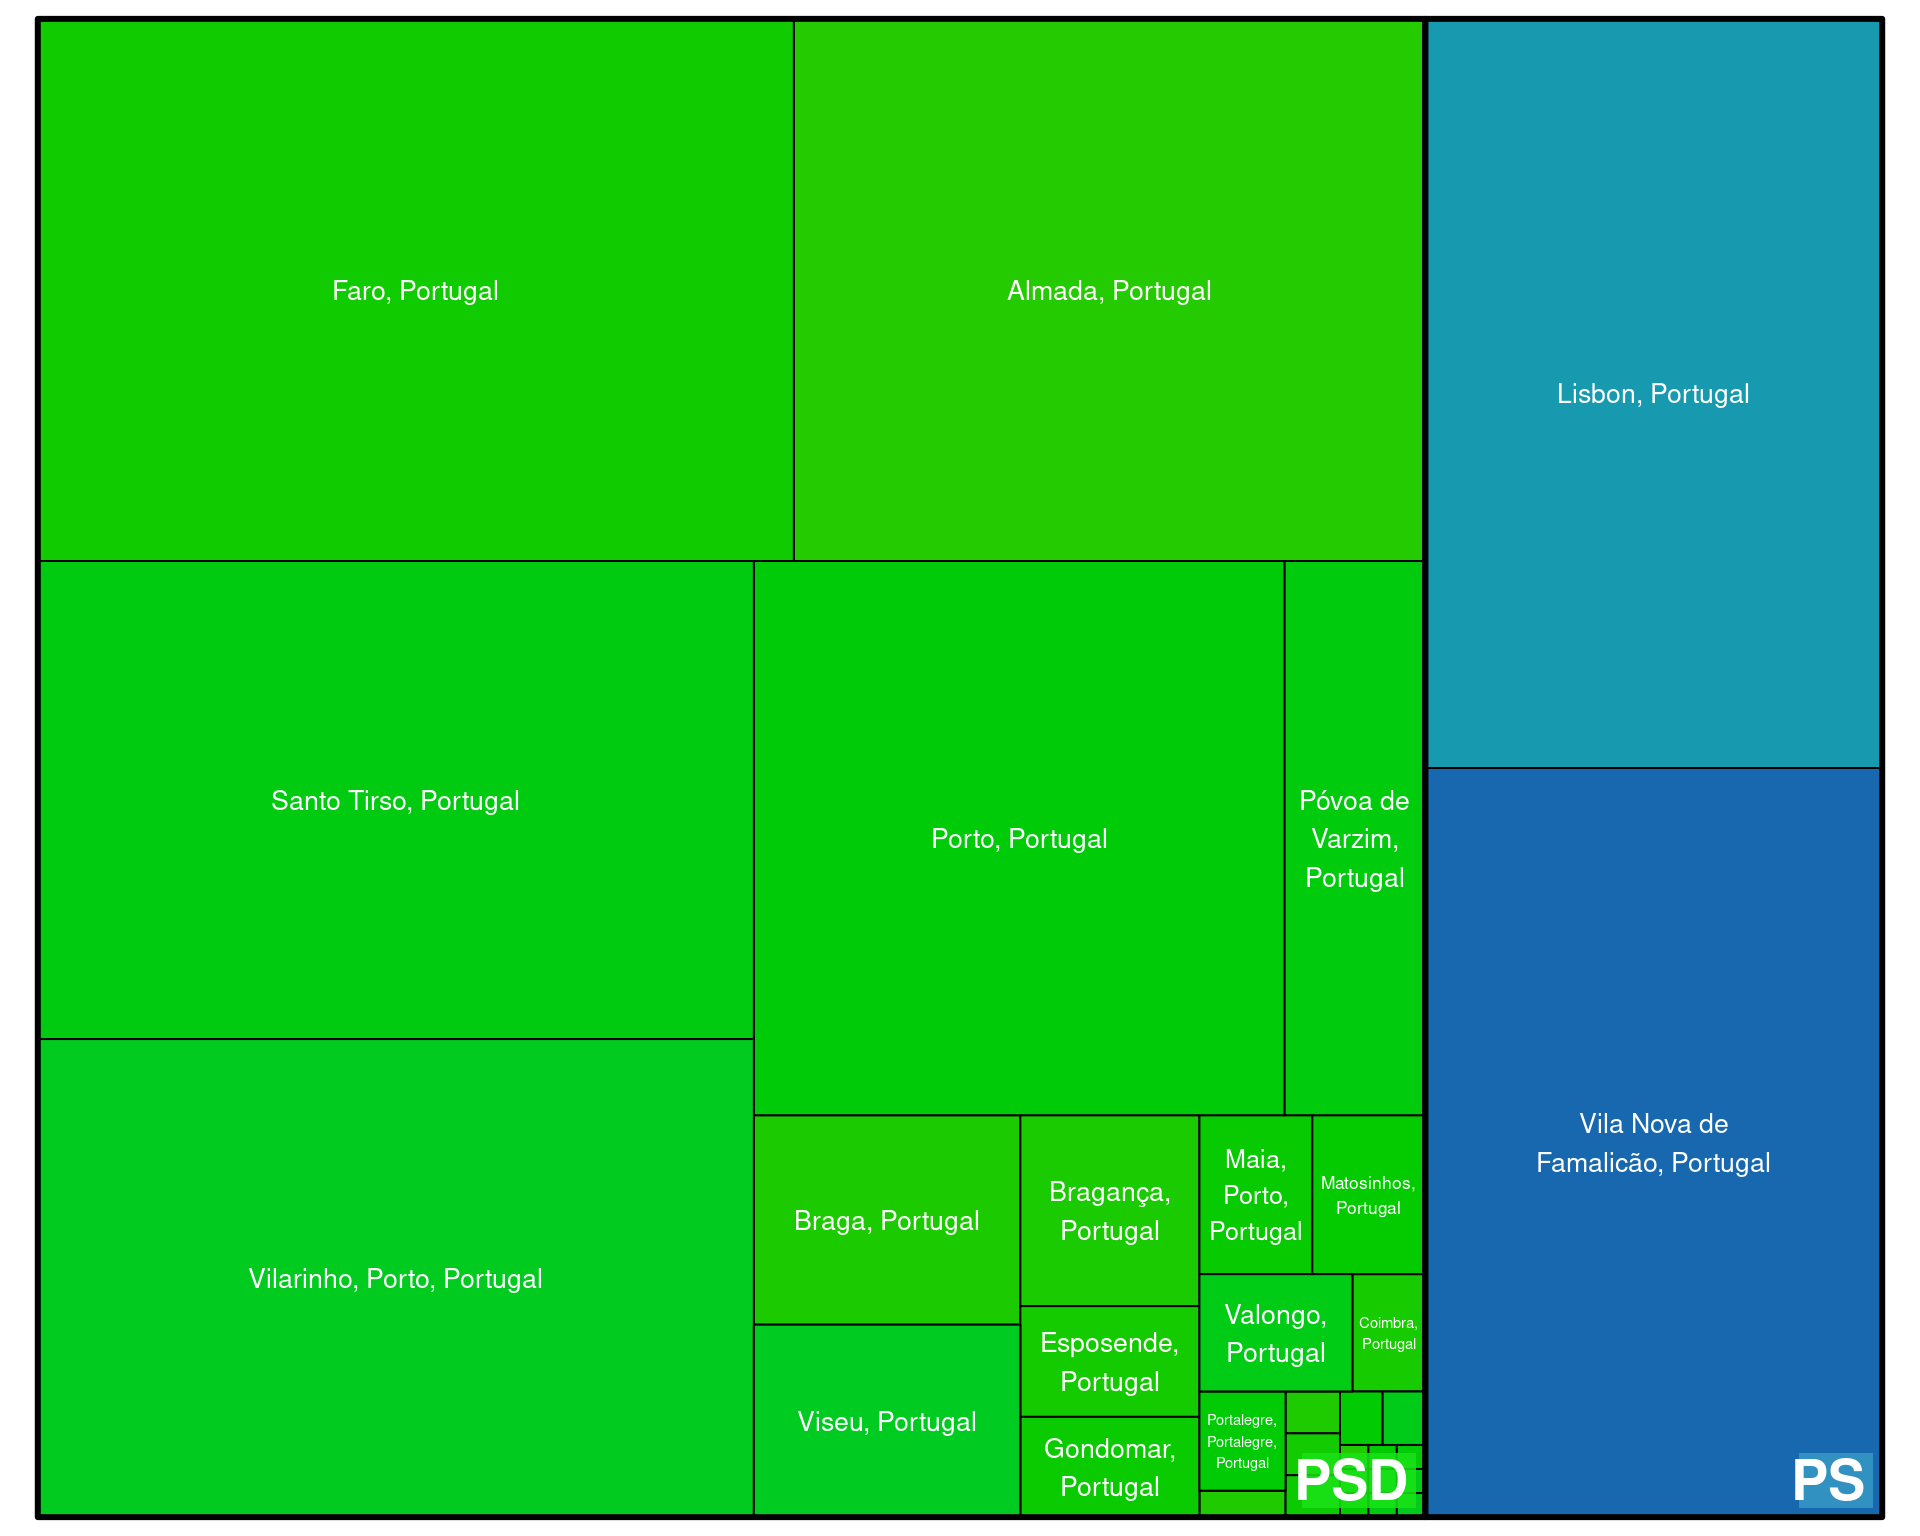 Faro, Portugal
Almada, Portugal
Lisbon, Portugal
Santo Tirso, Portugal
Porto, Portugal
Póvoa de
Varzim,
Portugal
Vila Nova de
Famalicão, Portugal
Vilarinho, Porto, Portugal
Braga, Portugal
Bragança,
Portugal
Maia,
Porto,
Portugal
Matosinhos,
Portugal
Valongo,
Portugal
Coimbra,
Portugal
Esposende,
Portugal
Viseu, Portugal
Gondomar,
Portugal
Portalegre,
Portalegre,
Portugal
PSD
PS